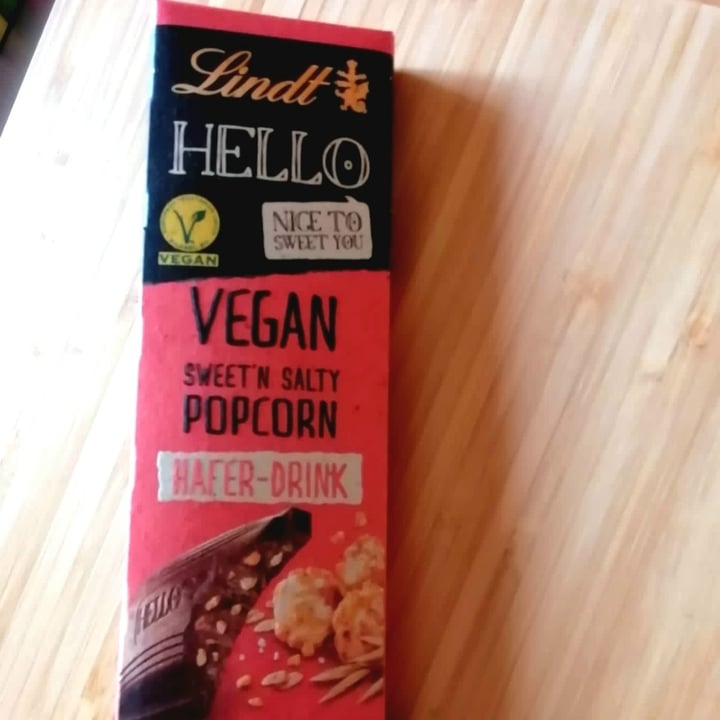 Lindt
HELLO
VEGAN
NICE TO
SWEET YOU
VEGAN
SWEET'N SALTY
POPCORN
HAFER-DRINK
HELLO